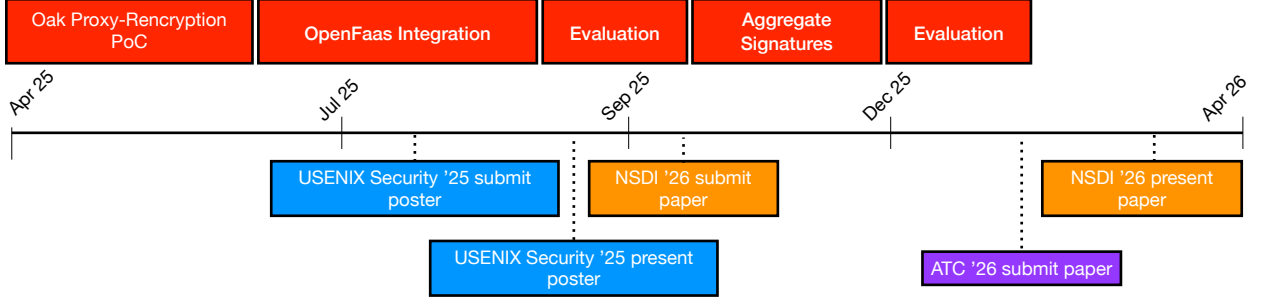 Oak Proxy-Rencryption
PoC
OpenFaas Integration
Evaluation
Aggregate
Signatures
Evaluation
Apr 25
Jul 25
Sep 25
Dec 25
Apr 26
USENIX Security ’25 submit
poster
NSDI ’26 submit
paper
NSDI ’26 present
paper
USENIX Security ’25 present
poster
ATC ’26 submit paper